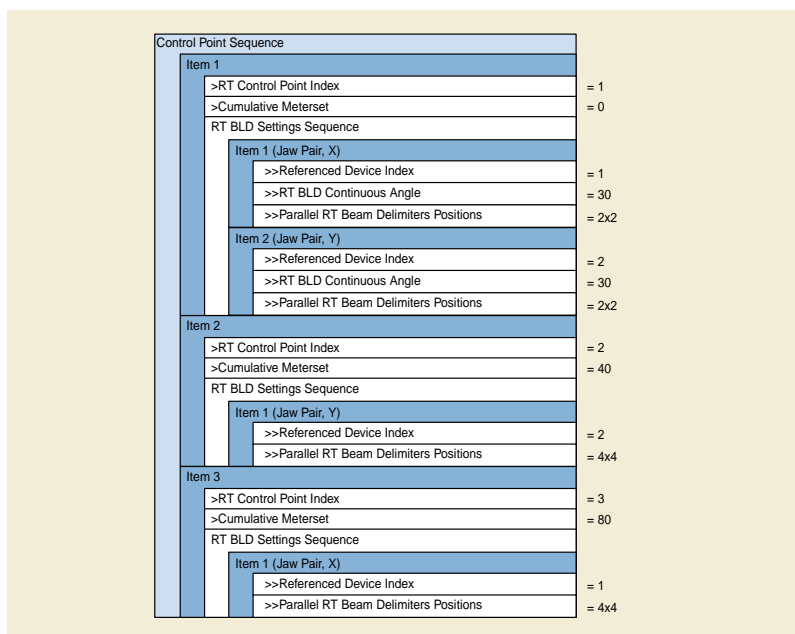 Control Point Sequence
Item 1
>RT Control Point Index = 1
>Cumulative Meterset = 0
RT BLD Settings Sequence
Item 1 (Jaw Pair, X)
>>Referenced Device Index = 1
>>RT BLD Continuous Angle = 30
>>Parallel RT Beam Delimiters Positions = 2x2
Item 2 (Jaw Pair, Y)
>>Referenced Device Index = 2
>>RT BLD Continuous Angle = 30
>>Parallel RT Beam Delimiters Positions = 2x2
Item 2
>RT Control Point Index = 2
>Cumulative Meterset = 40
RT BLD Settings Sequence
Item 1 (Jaw Pair, Y)
>>Referenced Device Index = 2
>>Parallel RT Beam Delimiters Positions = 4x4
Item 3
>RT Control Point Index = 3
>Cumulative Meterset = 80
RT BLD Settings Sequence
Item 1 (Jaw Pair, X)
>>Referenced Device Index = 1
>>Parallel RT Beam Delimiters Positions = 4x4